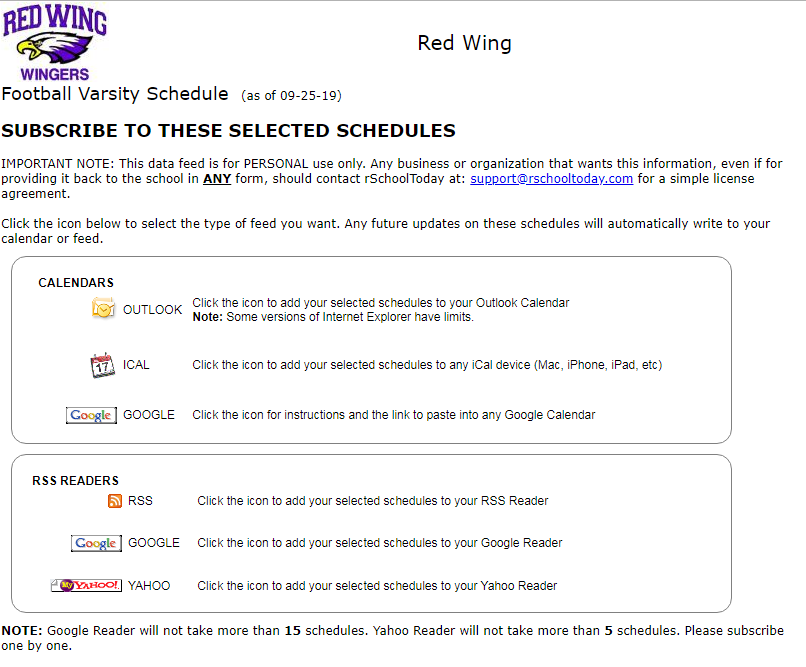 RED WING
WINGERS
Red Wing
Football Varsity Schedule (as of 09-25-19)
SUBSCRIBE TO THESE SELECTED SCHEDULES
IMPORTANT NOTE: This data feed is for PERSONAL use only. Any business or organization that wants this information, even if for
providing it back to the school in ANY form, should contact rSchoolToday at: support@rschooltoday.com for a simple license
agreement.
Click the icon below to select the type of feed you want. Any future updates on these schedules will automatically write to your
calendar or feed.
CALENDARS
OUTLOOK Click the icon to add your selected schedules to your Outlook Calendar
Note: Some versions of Internet Explorer have limits.
17 ICAL Click the icon to add your selected schedules to any iCal device (Mac, iPhone, iPad, etc)
Google GOOGLE Click the icon for instructions and the link to paste into any Google Calendar
RSS READERS
RSS Click the icon to add your selected schedules to your RSS Reader
Google GOOGLE Click the icon to add your selected schedules to your Google Reader
MY YAHOO! YAHOO Click the icon to add your selected schedules to your Yahoo Reader
NOTE: Google Reader will not take more than 15 schedules. Yahoo Reader will not take more than 5 schedules. Please subscribe
one by one.